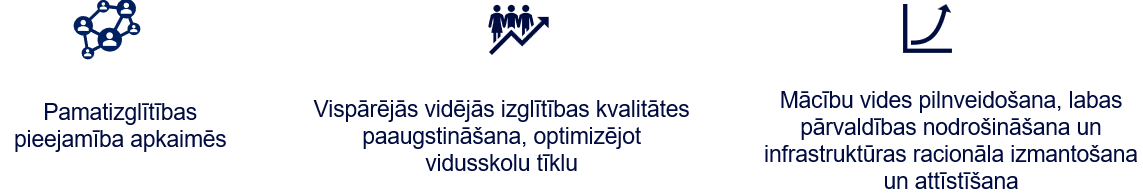 Pamatizglītības
pieejamība apkaimēs
Vispārējās vidējās izglītības kvalitātes
paaugstināšana, optimizējot
vidusskolu tīklu
Mācību vides pilnveidošana, labas
pārvaldības nodrošināšana un
infrastruktūras racionāla izmantošana
un attīstīšana